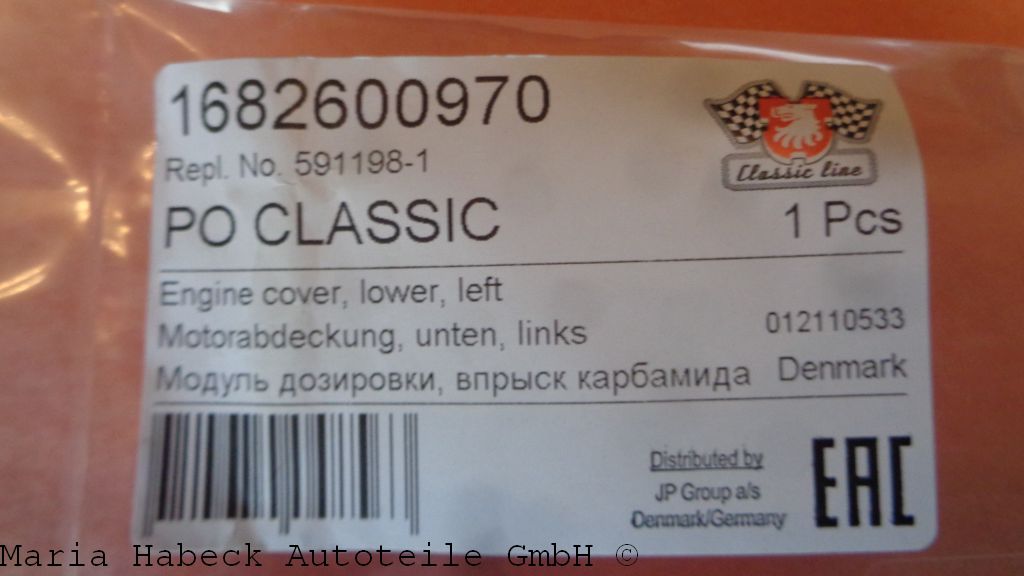 1682600970
Repl. No. 591198-1
Classic line
PO CLASSIC
1 Pcs
Engine cover, lower, left
Motorabdeckung, unten, links
012110533
Модуль дозировки, впрыск карбамида
Denmark
Distributed by
JP Group a/s
Denmark/Germany
EAC
Maria Habeck Autoteile GmbH ©